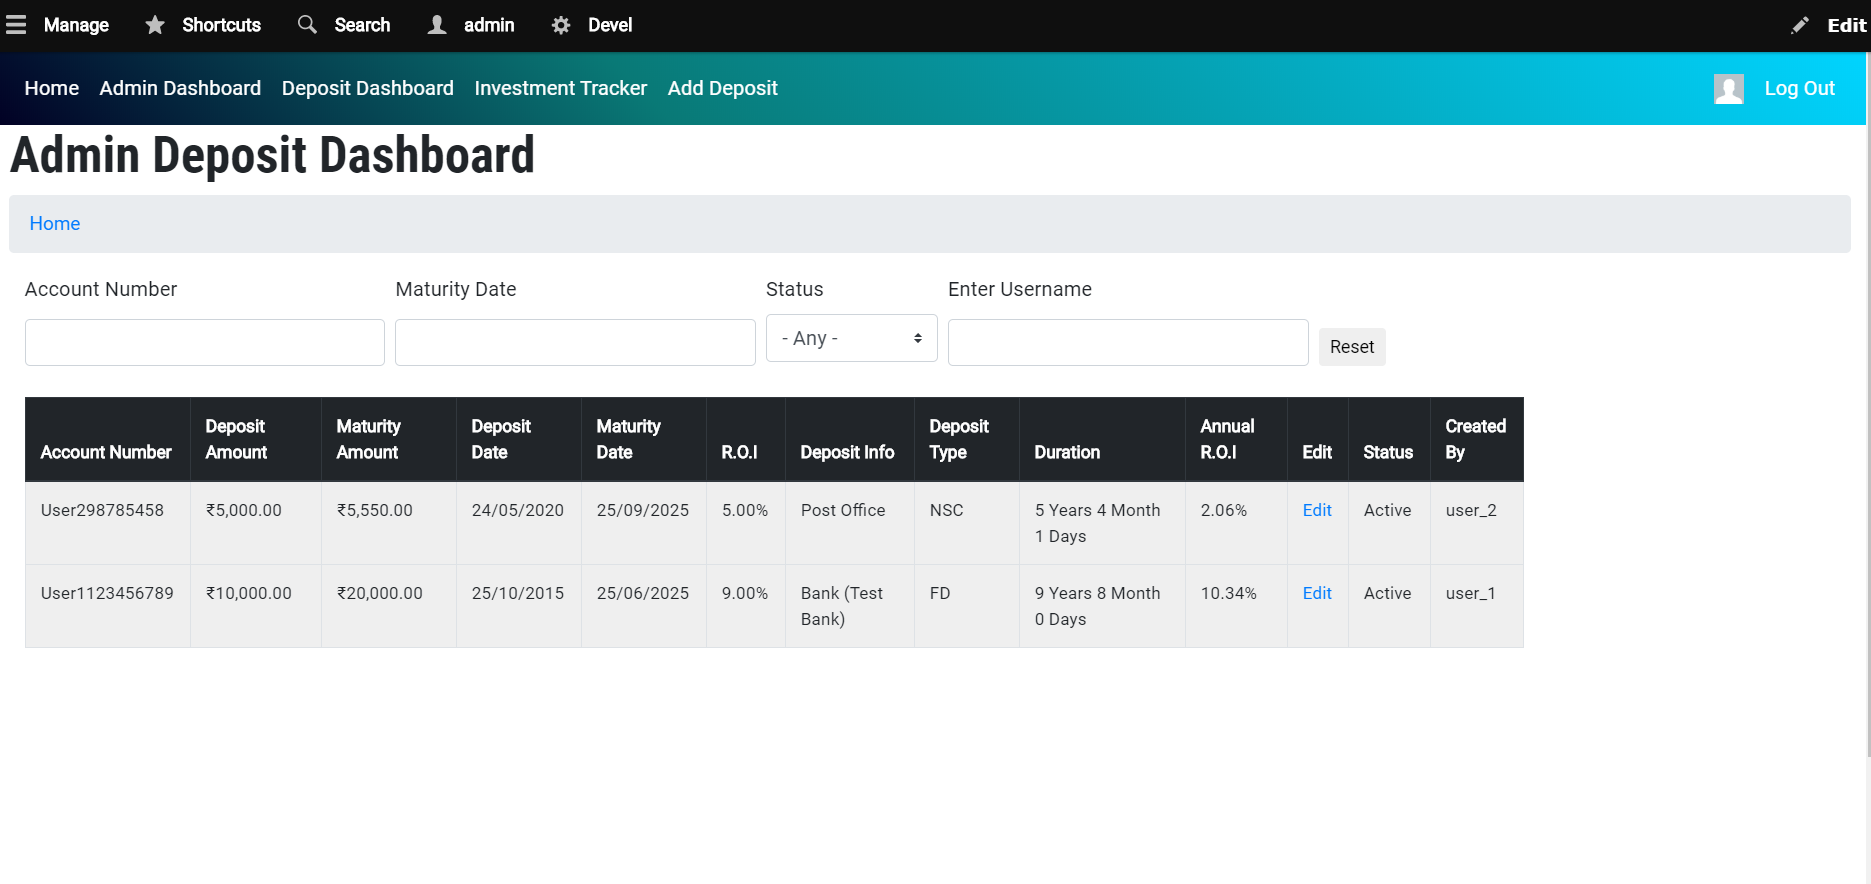 Manage Shortcuts Search admin Devel Edit
Home Admin Dashboard Deposit Dashboard Investment Tracker Add Deposit Log Out
Admin Deposit Dashboard
Home
Account Number Maturity Date Status Enter Username
- Any - Reset
Account Number Deposit Amount Maturity Amount Deposit Date Maturity Date R.O.I Deposit Info Deposit Type Duration Annual R.O.I Edit Status Created By
User298785458 ₹5,000.00 ₹5,550.00 24/05/2020 25/09/2025 5.00% Post Office NSC 5 Years 4 Month 1 Days 2.06% Edit Active user_2
User1123456789 ₹10,000.00 ₹20,000.00 25/10/2015 25/06/2025 9.00% Bank (Test Bank) FD 9 Years 8 Month 0 Days 10.34% Edit Active user_1